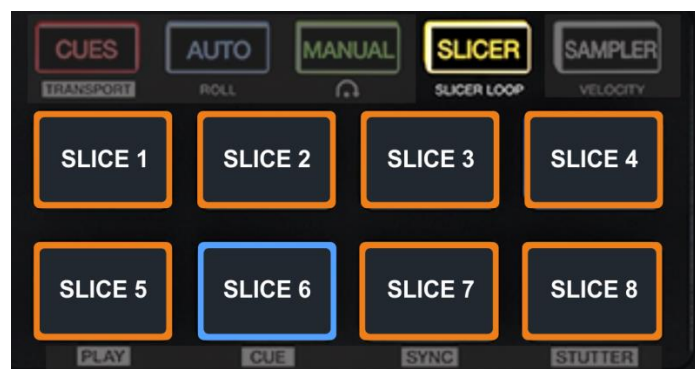 CUES AUTO MANUAL SLICER SAMPLER
TRANSPORT ROLL SLICER LOOP VELOCITY
SLICE 1 SLICE 2 SLICE 3 SLICE 4
SLICE 5 SLICE 6 SLICE 7 SLICE 8
PLAY CUE SYNC STUTTER